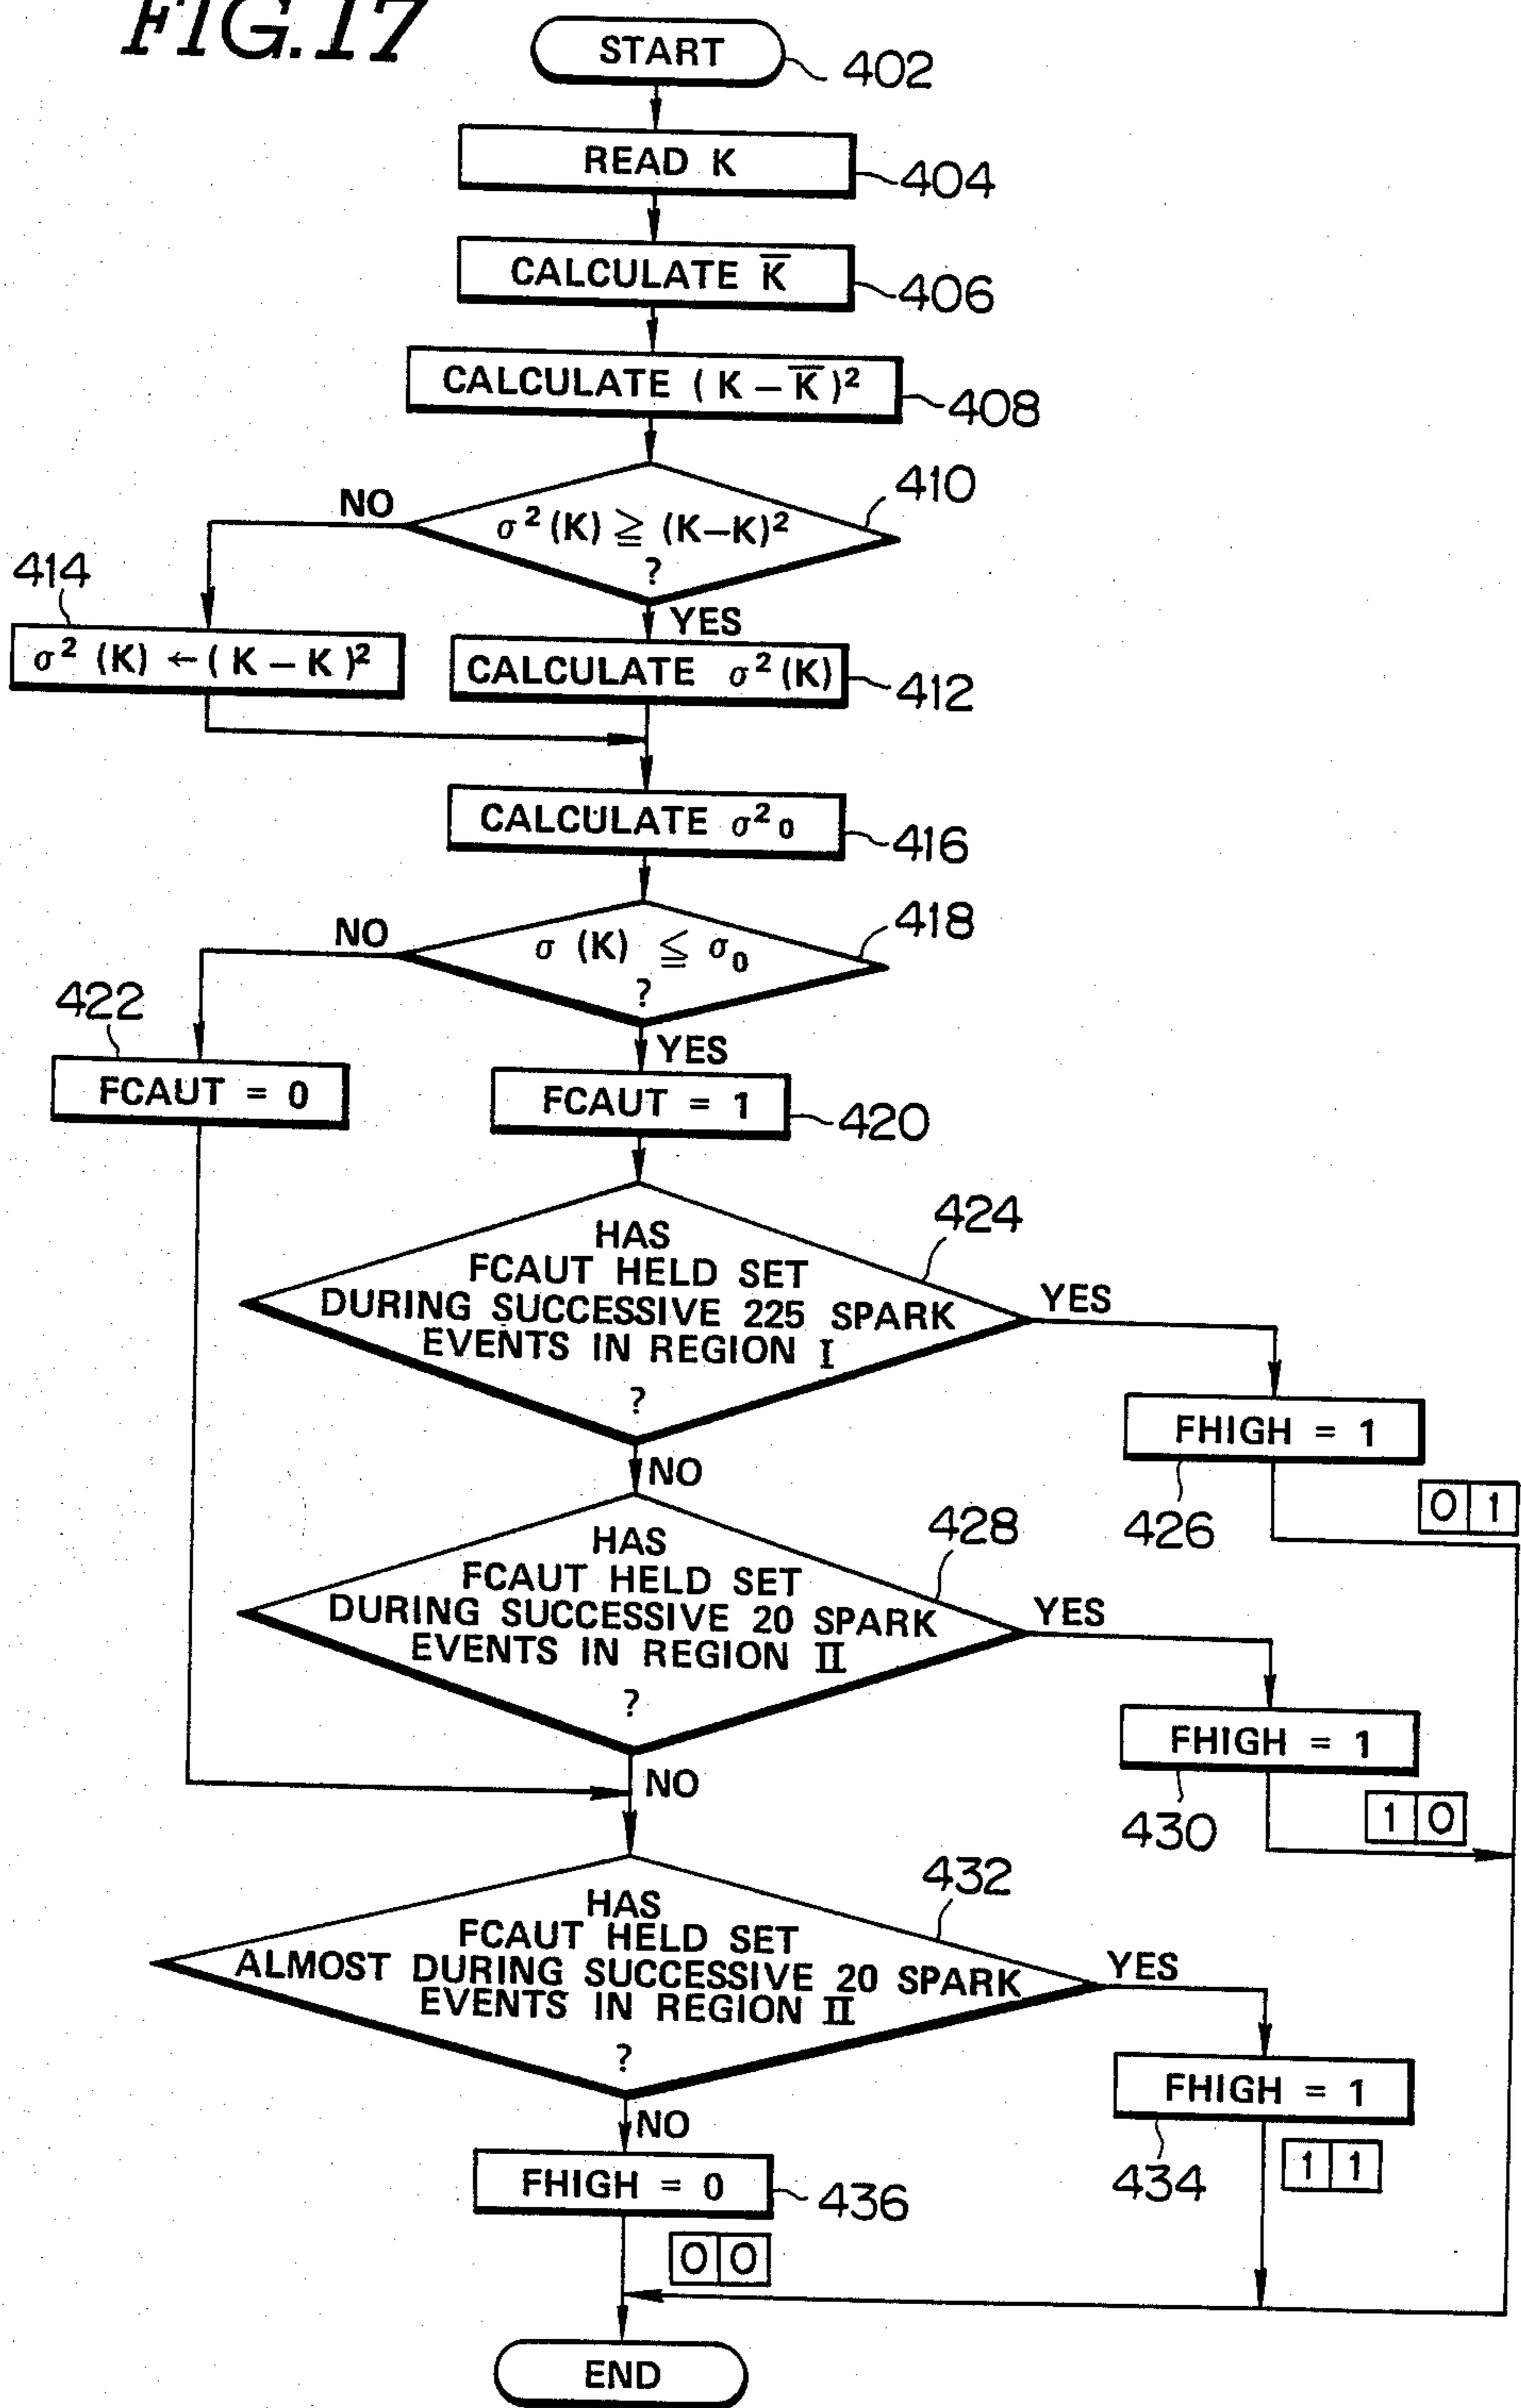 FIG.17
START
402
READ K
404
CALCULATE K̅
406
CALCULATE ( K – K̅ )²
408
410
NO
σ² (K) ≧ (K–K)²
?
YES
414
σ² (K) ← ( K – K )²
CALCULATE σ² (K)
412
CALCULATE σ²₀
416
418
NO
σ (K) ≦ σ₀
?
YES
422
FCAUT = 0
FCAUT = 1
420
424
HAS
FCAUT HELD SET
DURING SUCCESSIVE 225 SPARK
EVENTS IN REGION I
?
YES
NO
FHIGH = 1
426
0 1
428
HAS
FCAUT HELD SET
DURING SUCCESSIVE 20 SPARK
EVENTS IN REGION II
?
YES
NO
FHIGH = 1
430
1 0
432
HAS
FCAUT HELD SET
ALMOST DURING SUCCESSIVE 20 SPARK
EVENTS IN REGION II
?
YES
NO
FHIGH = 1
434
1 1
FHIGH = 0
436
0 0
END